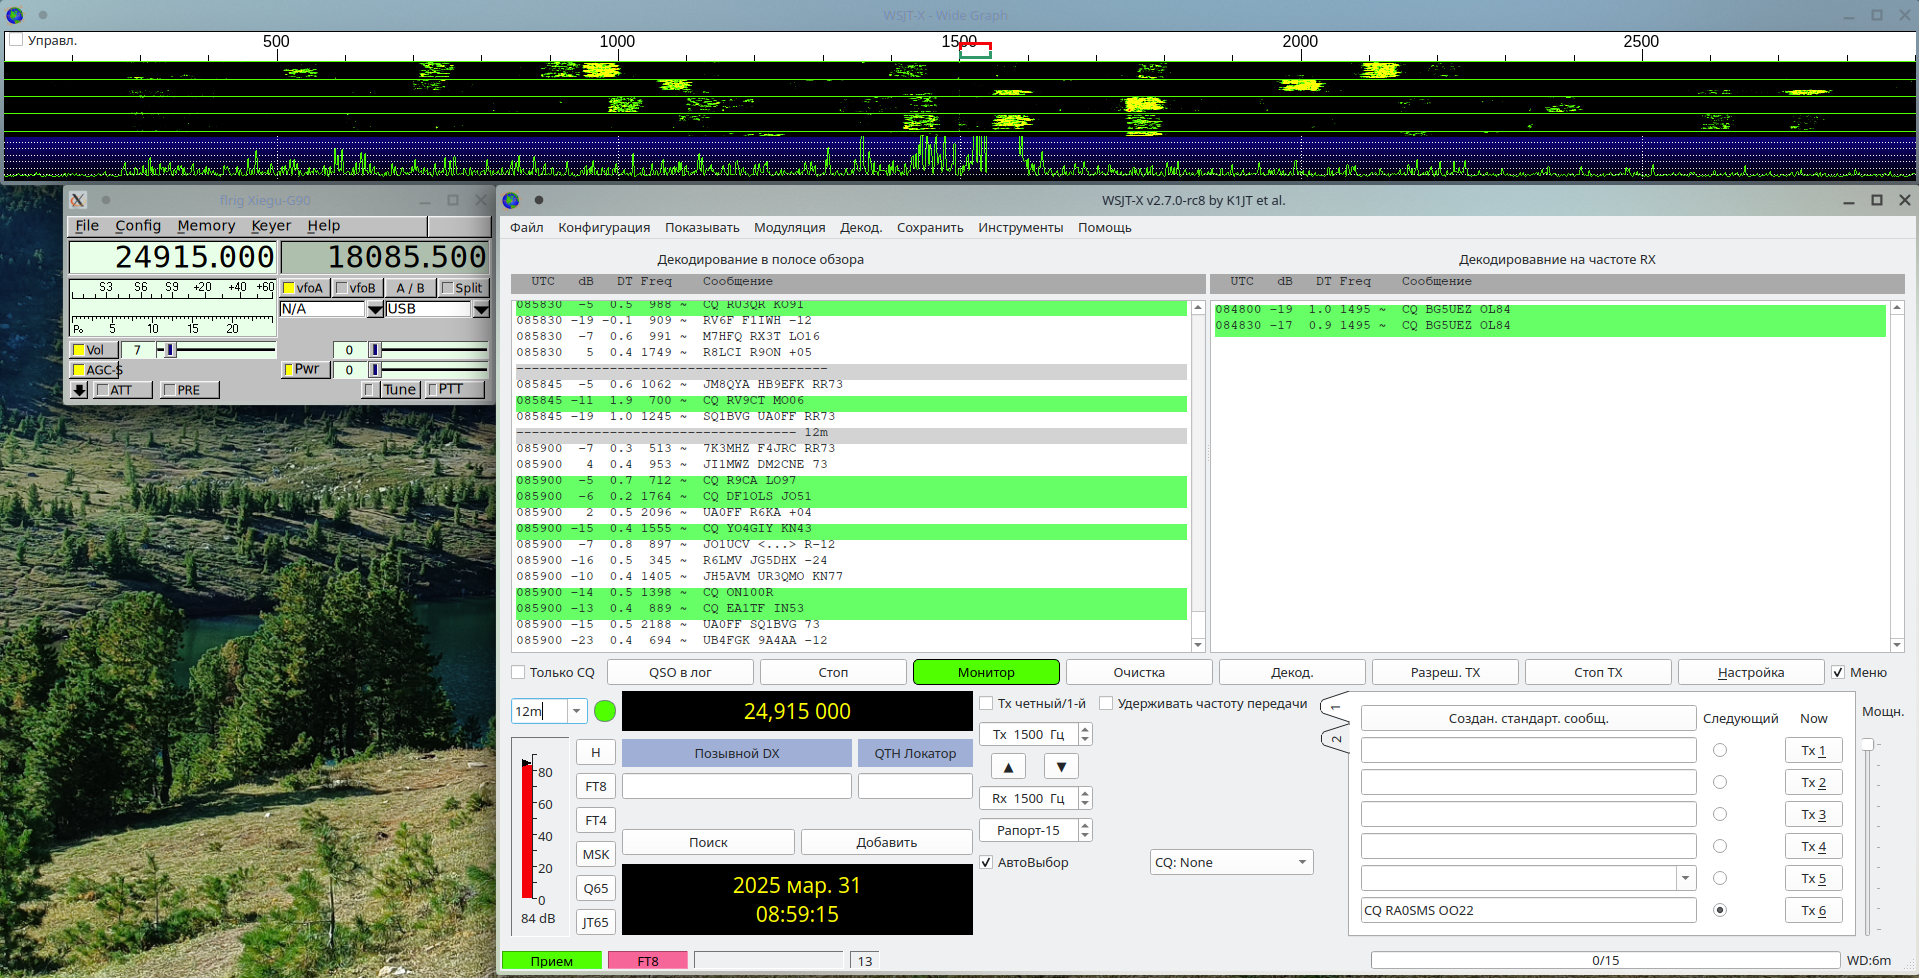 WSJT-X - Wide Graph
Управл.
500 1000 1500 2000 2500
flrig Xiegu-G90
File Config Memory Keyer Help
24915.000 18085.500
S3 S6 S9 +20 +40 +60
Po 5 10 15 20
vfoA vfoB A / B Split
N/A USB
Vol 7 0
AGC-S Pwr 0
ATT PRE Tune PTT
WSJT-X v2.7.0-rc8 by K1JT et al.
Файл Конфигурация Показывать Модуляция Декод. Сохранить Инструменты Помощь
Декодирование в полосе обзора
UTC dB DT Freq Сообщение
085830 -5 0.5 988 ~ CQ RU3QR KO91
085830 -19 -0.1 909 ~ RV6F F1IWH -12
085830 -7 0.6 991 ~ M7HFQ RX3T LO16
085830 5 0.4 1749 ~ R8LCI R9ON +05
----------------------------------------
085845 -5 0.6 1062 ~ JM8QYA HB9EFK RR73
085845 -11 1.9 700 ~ CQ RV9CT MO06
085845 -19 1.0 1245 ~ SQ1BVG UA0FF RR73
------------------------------------ 12m
085900 -7 0.3 513 ~ 7K3MHZ F4JRC RR73
085900 4 0.4 953 ~ JI1MWZ DM2CNE 73
085900 -5 0.7 712 ~ CQ R9CA LO97
085900 -6 0.2 1764 ~ CQ DF1OLS JO51
085900 2 0.5 2096 ~ UA0FF R6KA +04
085900 -15 0.4 1555 ~ CQ YO4GIY KN43
085900 -7 0.8 897 ~ JO1UCV <...> R-12
085900 -16 0.5 345 ~ R6LMV JG5DHX -24
085900 -10 0.4 1405 ~ JH5AVM UR3QMO KN77
085900 -14 0.5 1398 ~ CQ ON100R
085900 -13 0.4 889 ~ CQ EA1TF IN53
085900 -15 0.5 2188 ~ UA0FF SQ1BVG 73
085900 -23 0.4 694 ~ UB4FGK 9A4AA -12
Декодировавние на частоте RX
UTC dB DT Freq Сообщение
084800 -19 1.0 1495 ~ CQ BG5UEZ OL84
084830 -17 0.9 1495 ~ CQ BG5UEZ OL84
Только CQ QSO в лог Стоп Монитор Очистка Декод. Разреш. TX Стоп TX Настройка Меню
12m
24,915 000
Tx четный/1-й Удерживать частоту передачи
Tx 1500 Гц
Rx 1500 Гц
Рапорт-15
АвтоВыбор
CQ: None
80
60
40
20
0
84 dB
H
FT8
FT4
MSK
Q65
JT65
Позывной DX QTH Локатор
Поиск Добавить
2025 мар. 31
08:59:15
1
2
Создан. стандарт. сообщ. Следующий Now
Tx 1
Tx 2
Tx 3
Tx 4
Tx 5
CQ RA0SMS OO22 Tx 6
Мощн.
Прием FT8 13 0/15 WD:6m